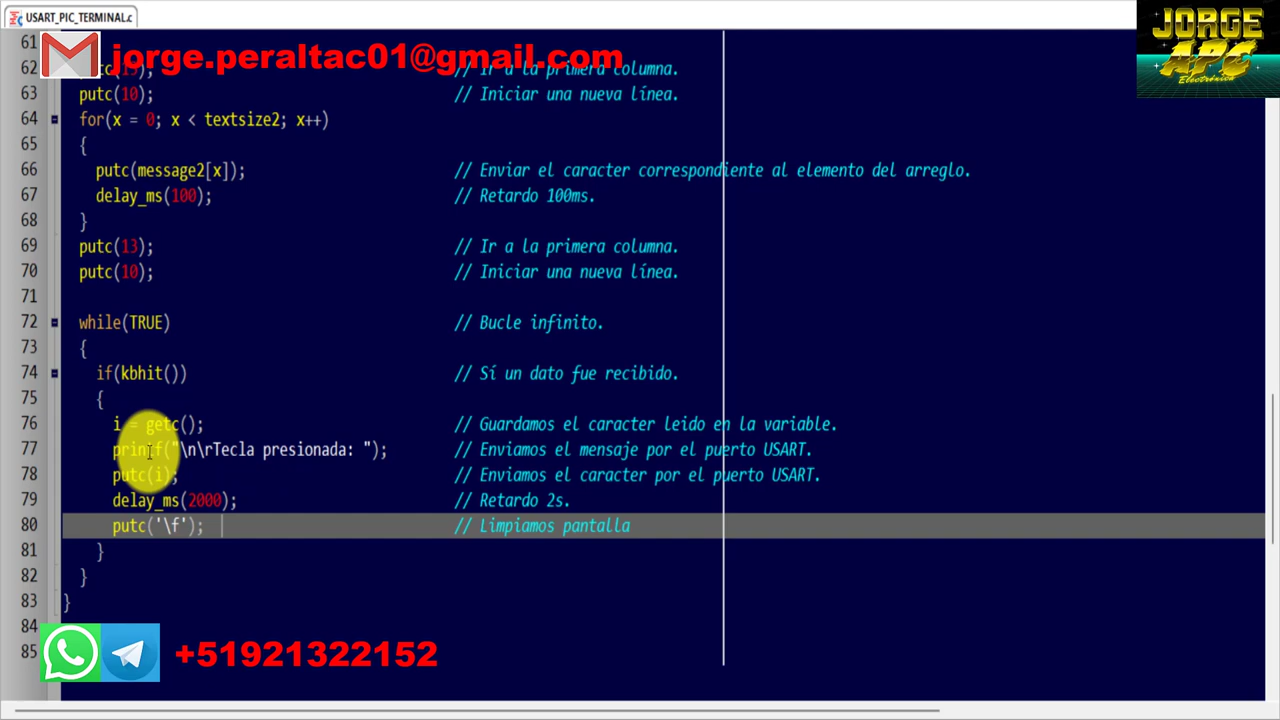 USART_PIC_TERMINAL.c
JORGE
APC
Electrónica
jorge.peraltac01@gmail.com
61
62 putc(13); // Ir a la primera columna.
63 putc(10); // Iniciar una nueva línea.
64 for(x = 0; x < textsize2; x++)
65 {
66 putc(message2[x]); // Enviar el caracter correspondiente al elemento del arreglo.
67 delay_ms(100); // Retardo 100ms.
68 }
69 putc(13); // Ir a la primera columna.
70 putc(10); // Iniciar una nueva línea.
71
72 while(TRUE) // Bucle infinito.
73 {
74 if(kbhit()) // Sí un dato fue recibido.
75 {
76 i = getc(); // Guardamos el caracter leido en la variable.
77 printf("\n\rTecla presionada: "); // Enviamos el mensaje por el puerto USART.
78 putc(i); // Enviamos el caracter por el puerto USART.
79 delay_ms(2000); // Retardo 2s.
80 putc('\f'); // Limpiamos pantalla
81 }
82 }
83 }
84
85
+51921322152